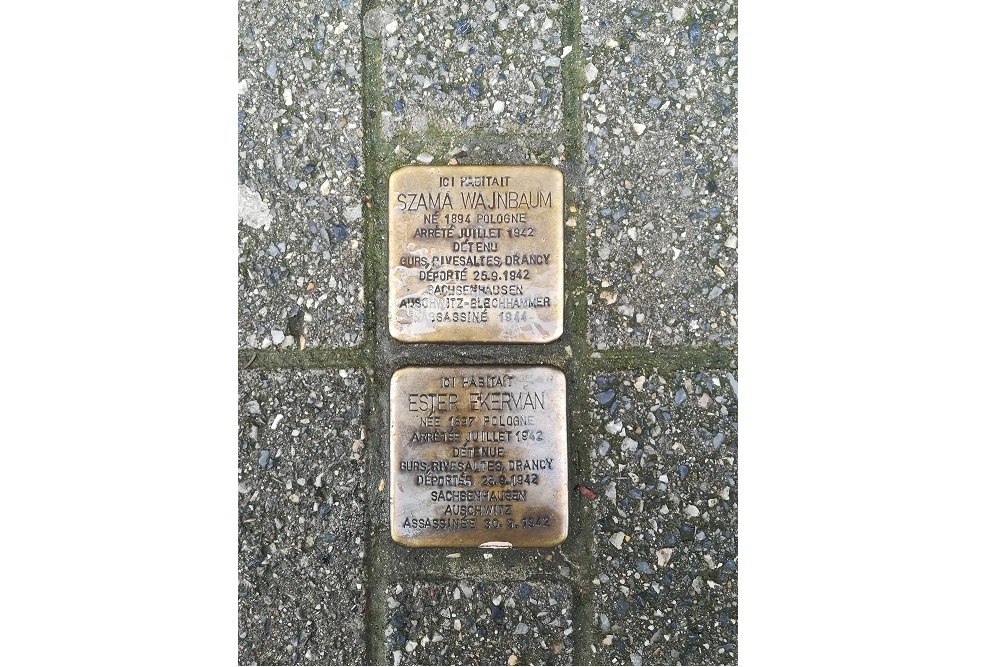 ICI HABITAIT
SZAMA WAJNBAUM
NÉ 1894 POLOGNE
ARRÊTÉ JUILLET 1942
DÉTENU
GURS, RIVESALTES, DRANCY
DÉPORTÉ 25.9.1942
SACHSENHAUSEN
AUSCHWITZ-BLECHHAMMER
ASSASSINÉ 1944
ICI HABITAIT
ESTER EKERMAN
NÉE 1897 POLOGNE
ARRÊTÉE JUILLET 1942
DÉTENUE
GURS, RIVESALTES, DRANCY
DÉPORTÉE 25.9.1942
SACHSENHAUSEN
AUSCHWITZ
ASSASSINÉE 30.9.1942